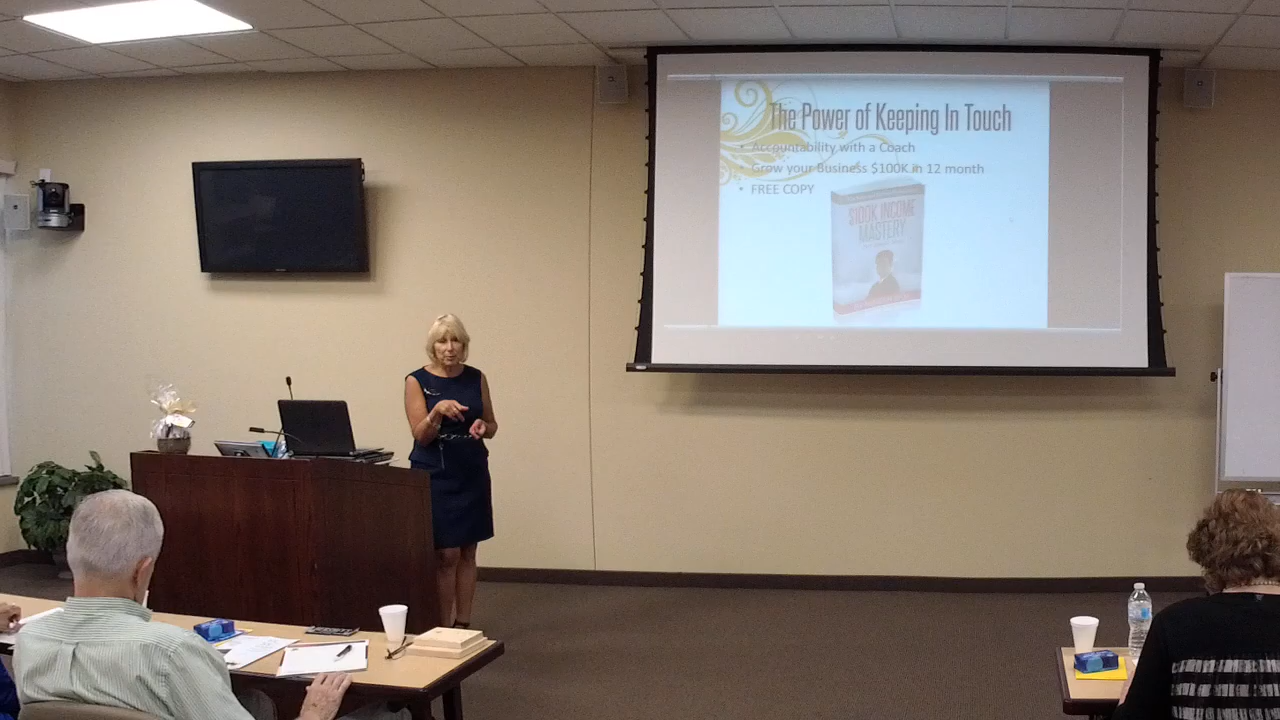 The Power of Keeping In Touch
• Accountability with a Coach
• Grow your Business $100K in 12 month
• FREE COPY
$100K INCOME
MASTERY